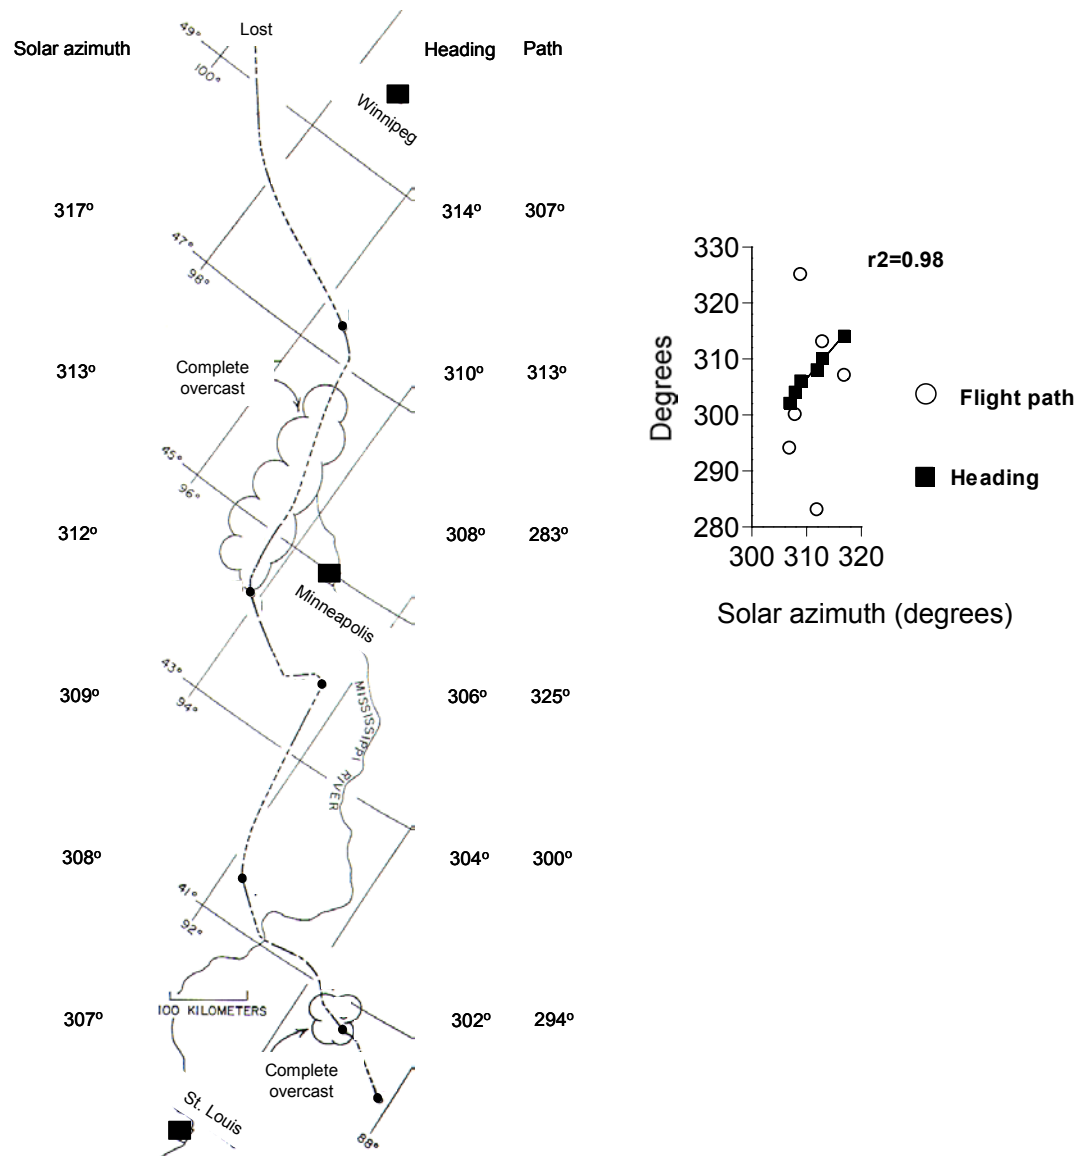 Lost
Solar azimuth
Heading
Path
49°
100°
Winnipeg
317º
314º
307º
47°
98°
313º
Complete
overcast
310º
313º
45°
96°
312º
308º
283º
Minneapolis
43°
94°
309º
306º
325º
MISSISSIPPI
RIVER
308º
304º
300º
41°
92°
100 KILOMETERS
307º
302º
294º
Complete
overcast
St. Louis
88°
330
320
310
300
290
280
300 310 320
Degrees
r2=0.98
Flight path
Heading
Solar azimuth (degrees)